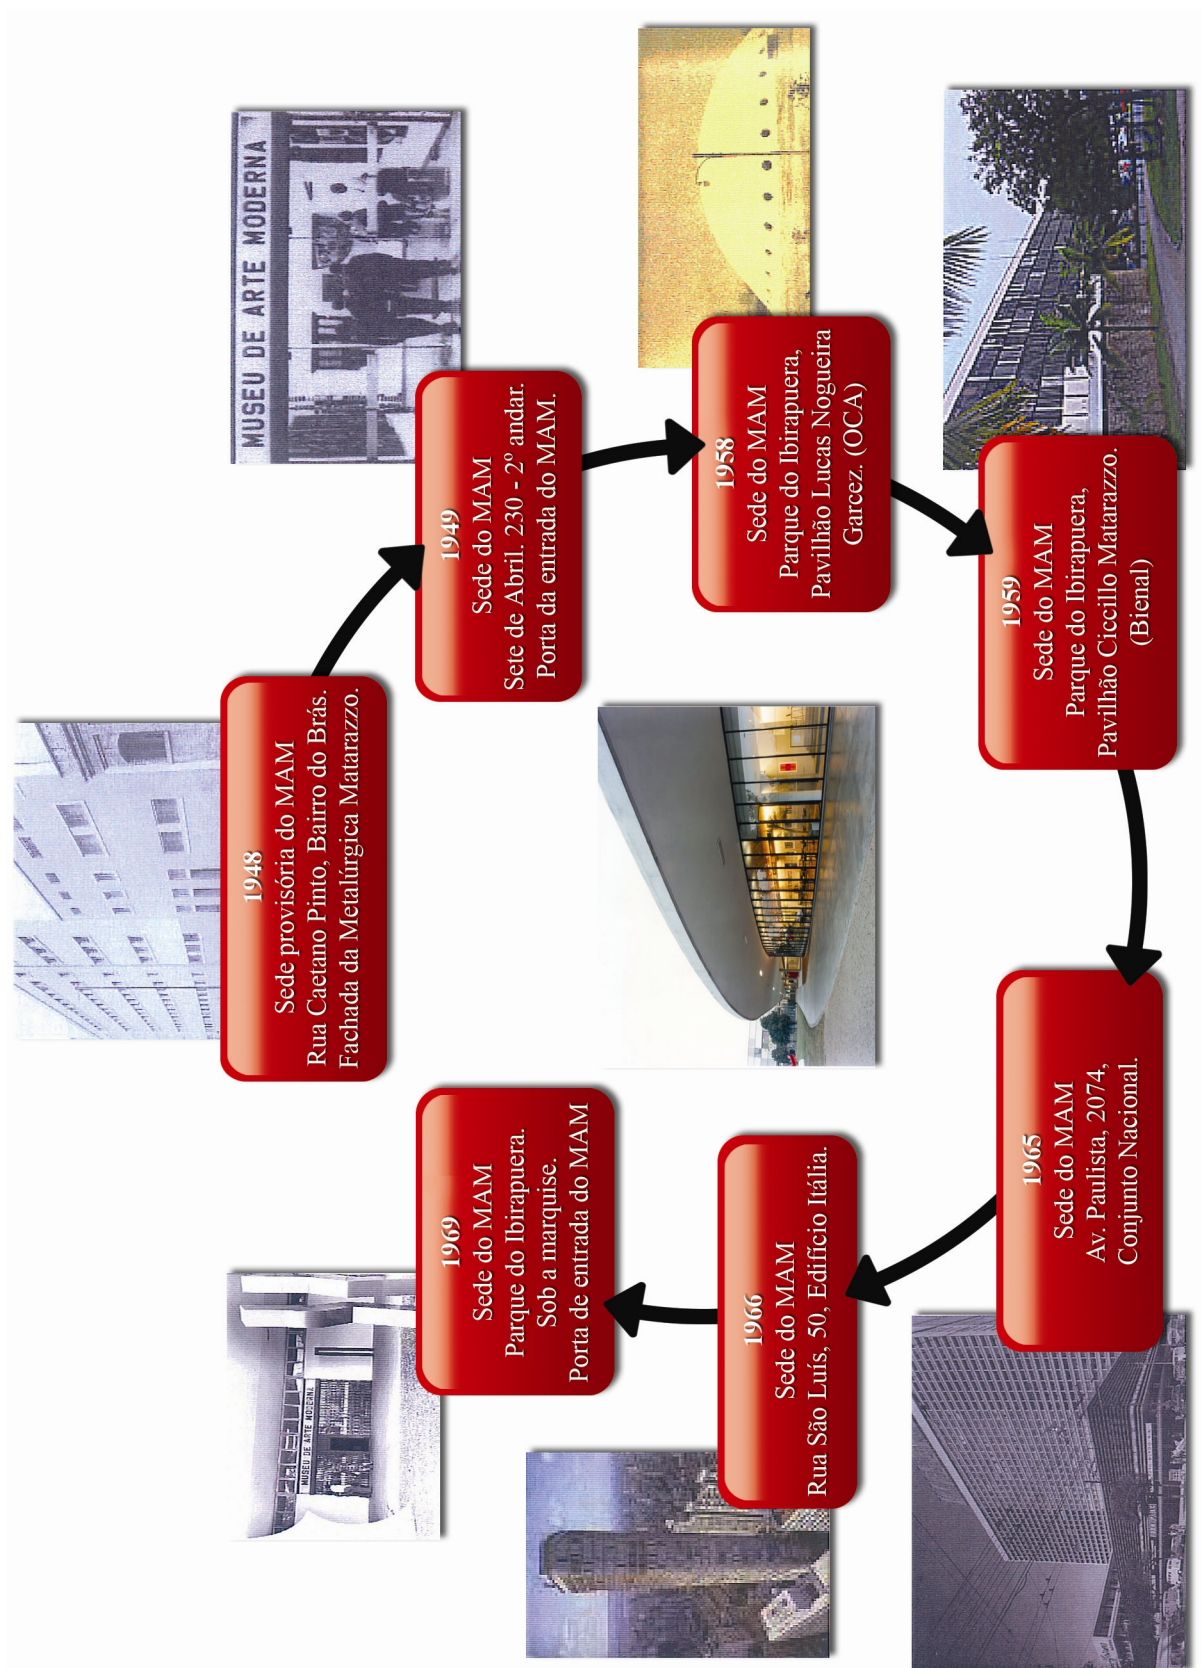 1948
Sede provisória do MAM
Rua Caetano Pinto, Bairro do Brás.
Fachada da Metalúrgica Matarazzo.
MUSEU DE ARTE MODERNA
1949
Sede do MAM
Sete de Abril. 230 - 2º andar.
Porta da entrada do MAM.
1958
Sede do MAM
Parque do Ibirapuera,
Pavilhão Lucas Nogueira
Garcez. (OCA)
1959
Sede do MAM
Parque do Ibirapuera,
Pavilhão Ciccillo Matarazzo.
(Bienal)
1965
Sede do MAM
Av. Paulista, 2074,
Conjunto Nacional.
1966
Sede do MAM
Rua São Luís, 50, Edifício Itália.
1969
Sede do MAM
Parque do Ibirapuera.
Sob a marquise.
Porta de entrada do MAM
MUSEU DE ARTE MODERNA